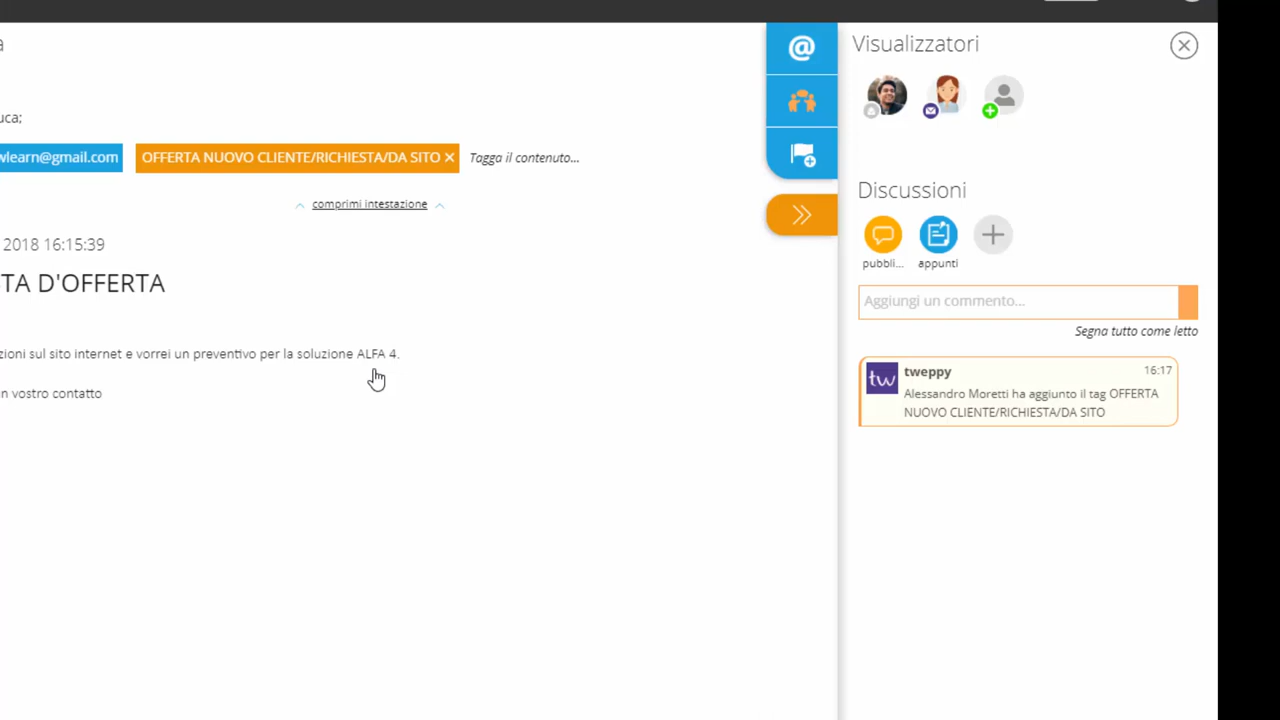 a
uca;
wlearn@gmail.com
OFFERTA NUOVO CLIENTE/RICHIESTA/DA SITO ×
Tagga il contenuto...
comprimi intestazione
2018 16:15:39
TA D'OFFERTA
zioni sul sito internet e vorrei un preventivo per la soluzione ALFA 4.
n vostro contatto
@
Visualizzatori
Discussioni
pubbli...
appunti
Aggiungi un commento...
Segna tutto come letto
tw
tweppy
16:17
Alessandro Moretti ha aggiunto il tag OFFERTA
NUOVO CLIENTE/RICHIESTA/DA SITO